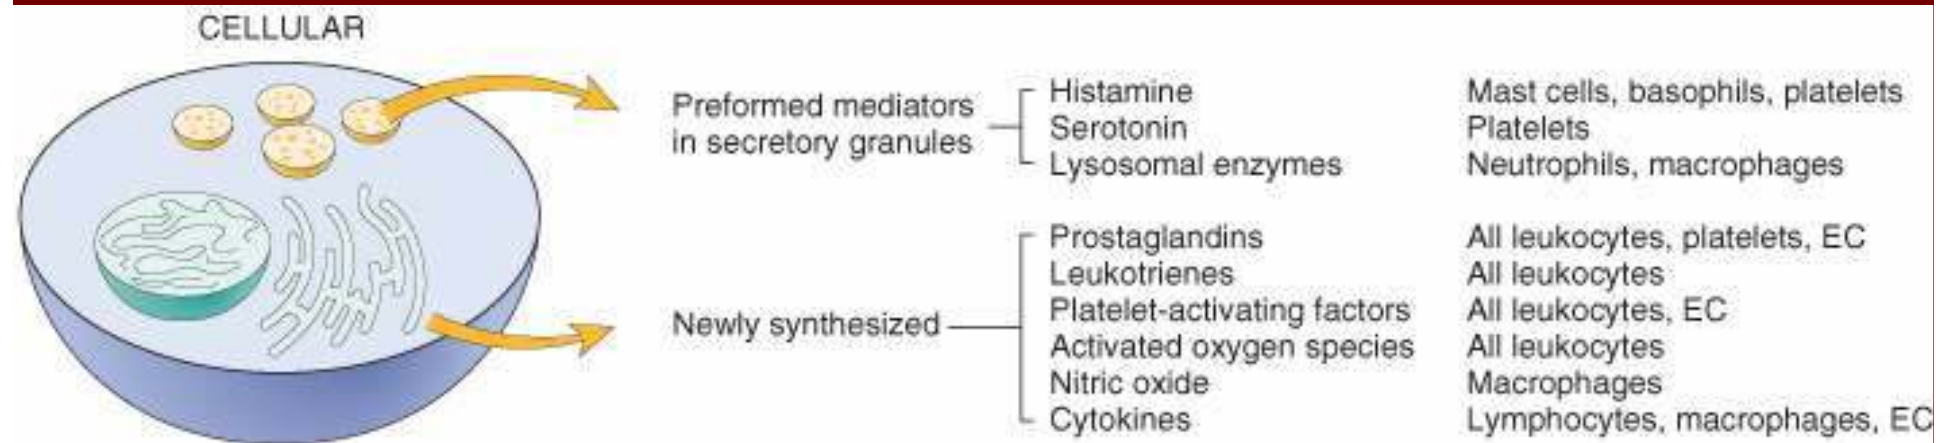 CELLULAR
Preformed mediators
in secretory granules
Histamine Mast cells, basophils, platelets
Serotonin Platelets
Lysosomal enzymes Neutrophils, macrophages
Newly synthesized
Prostaglandins All leukocytes, platelets, EC
Leukotrienes All leukocytes
Platelet-activating factors All leukocytes, EC
Activated oxygen species All leukocytes
Nitric oxide Macrophages
Cytokines Lymphocytes, macrophages, EC